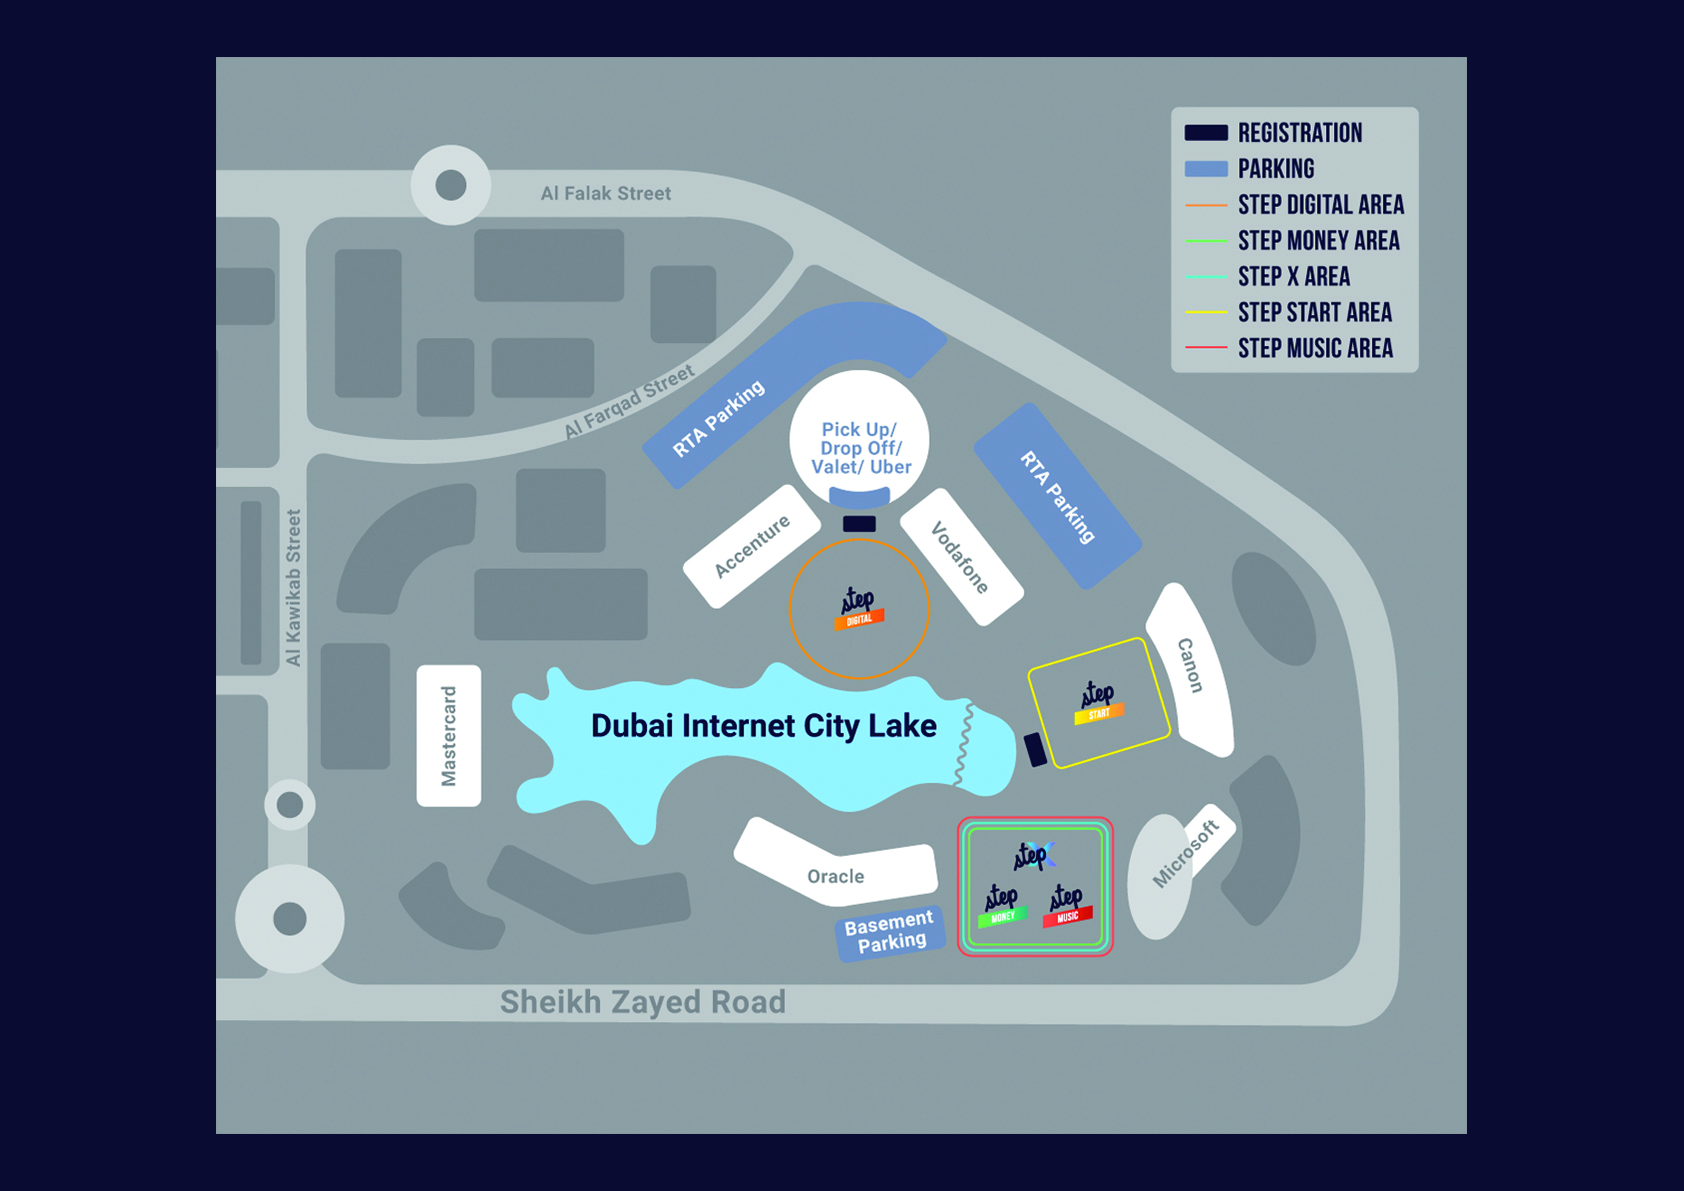 REGISTRATION
PARKING
STEP DIGITAL AREA
STEP MONEY AREA
STEP X AREA
STEP START AREA
STEP MUSIC AREA
Al Falak Street
Al Farqad Street
RTA Parking
Pick Up/
Drop Off/
Valet/ Uber
RTA Parking
Al Kawikab Street
Accenture
Vodafone
step
DIGITAL
Canon
step
START
Mastercard
Dubai Internet City Lake
Microsoft
Oracle
step X
step
MONEY
step
MUSIC
Basement
Parking
Sheikh Zayed Road